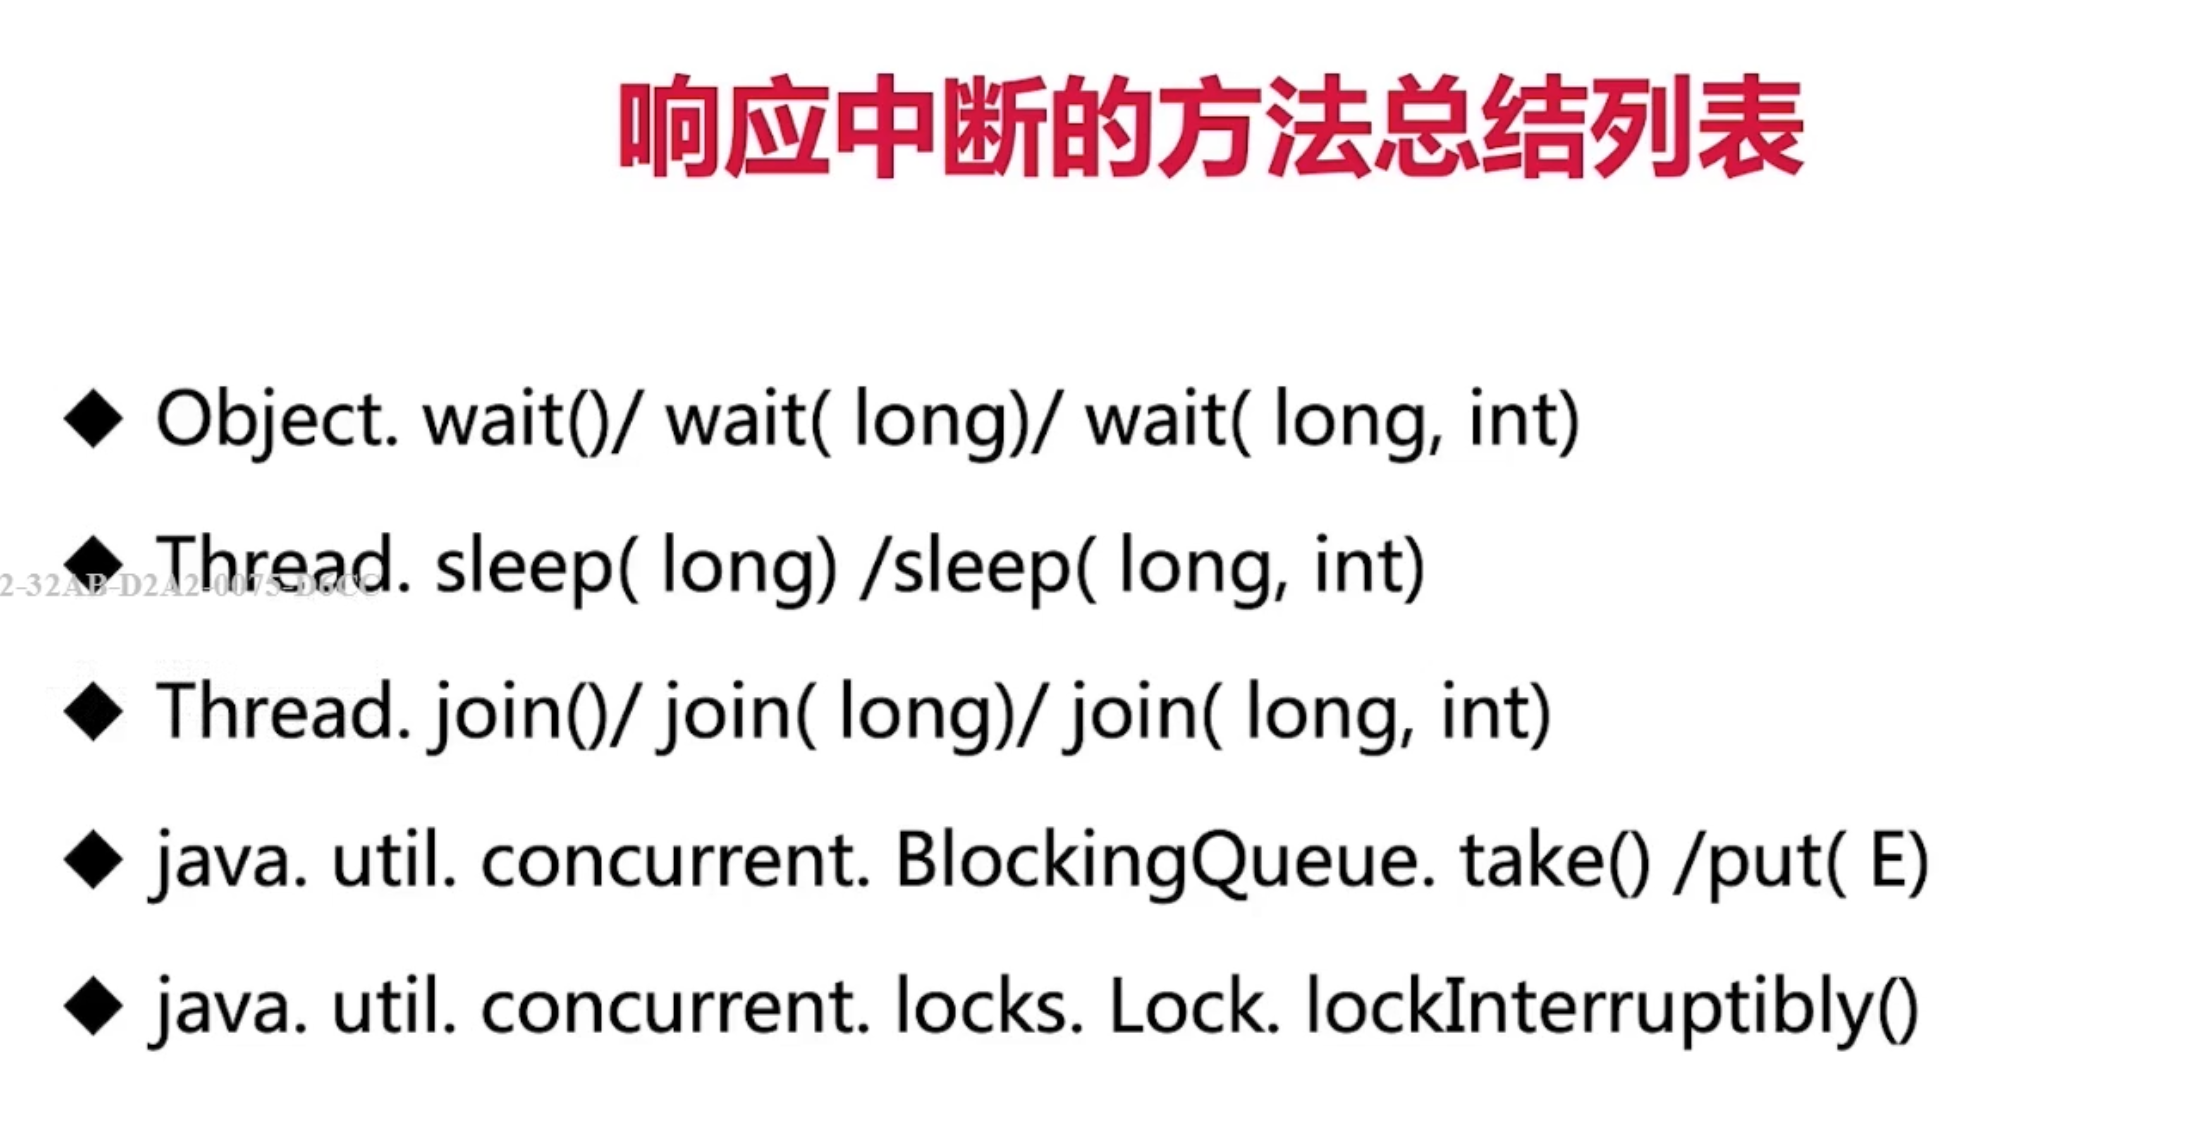 响应中断的方法总结列表
◆ Object. wait()/ wait( long)/ wait( long, int)
◆ Thread. sleep( long) /sleep( long, int)
2-32AB-D2A2-0075-D6CC
◆ Thread. join()/ join( long)/ join( long, int)
◆ java. util. concurrent. BlockingQueue. take() /put( E)
◆ java. util. concurrent. locks. Lock. lockInterruptibly()